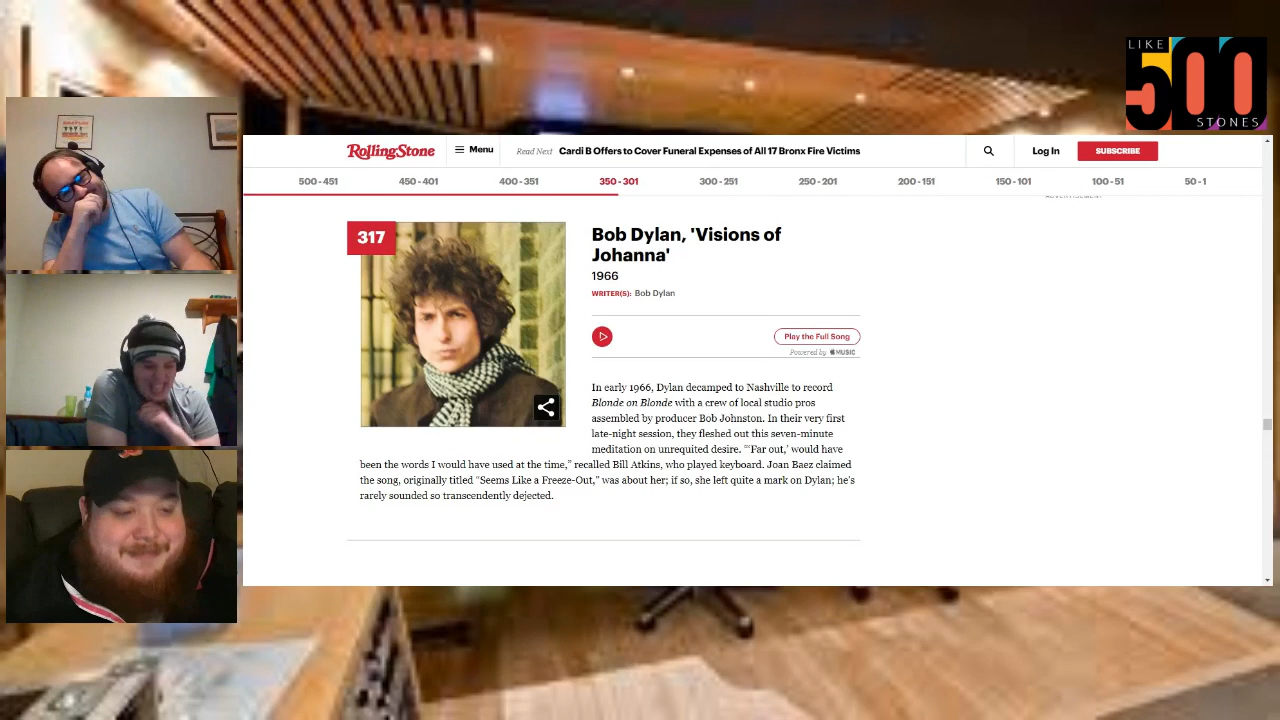 LIKE
500
STONES
RollingStone
Menu
Read Next Cardi B Offers to Cover Funeral Expenses of All 17 Bronx Fire Victims
Log In
SUBSCRIBE
500 - 451 450 - 401 400 - 351 350 - 301 300 - 251 250 - 201 200 - 151 150 - 101 100 - 51 50 - 1
ADVERTISEMENT
317
Bob Dylan, 'Visions of
Johanna'
1966
WRITER(S): Bob Dylan
Play the Full Song
Powered by MUSIC
In early 1966, Dylan decamped to Nashville to record
Blonde on Blonde with a crew of local studio pros
assembled by producer Bob Johnston. In their very first
late-night session, they fleshed out this seven-minute
meditation on unrequited desire. “‘Far out,’ would have
been the words I would have used at the time,” recalled Bill Atkins, who played keyboard. Joan Baez claimed
the song, originally titled “Seems Like a Freeze-Out,” was about her; if so, she left quite a mark on Dylan; he’s
rarely sounded so transcendently dejected.